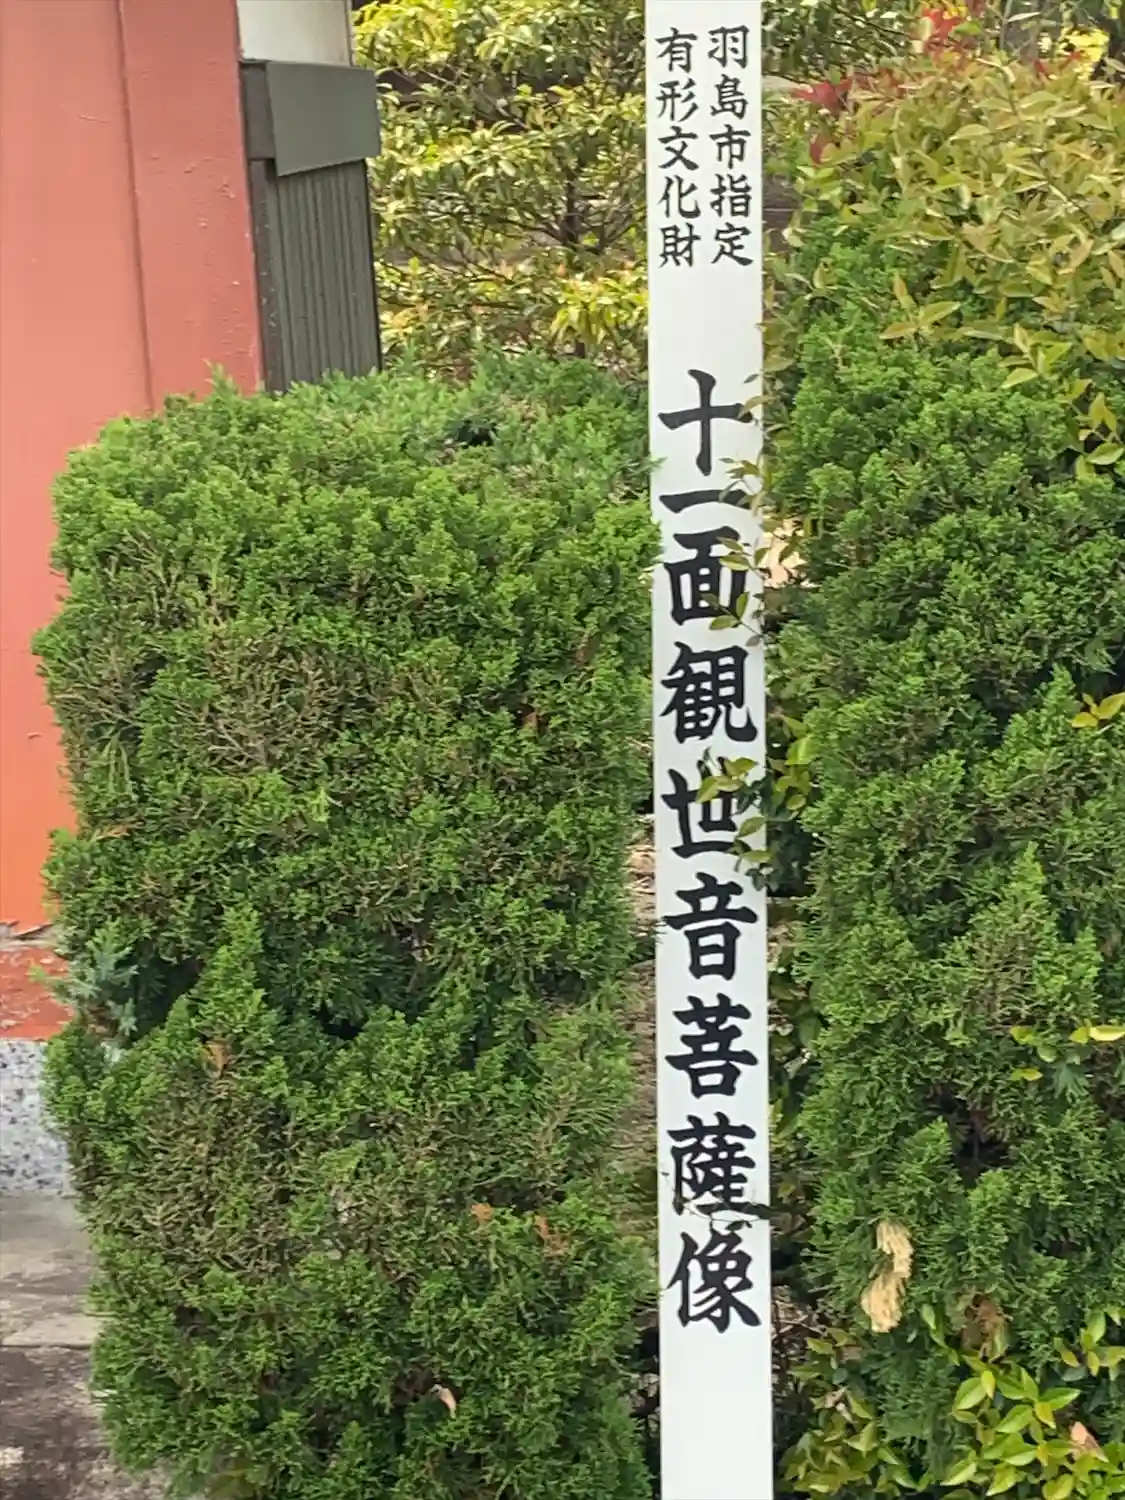 羽島市指定
有形文化財
十一面観世音菩薩像